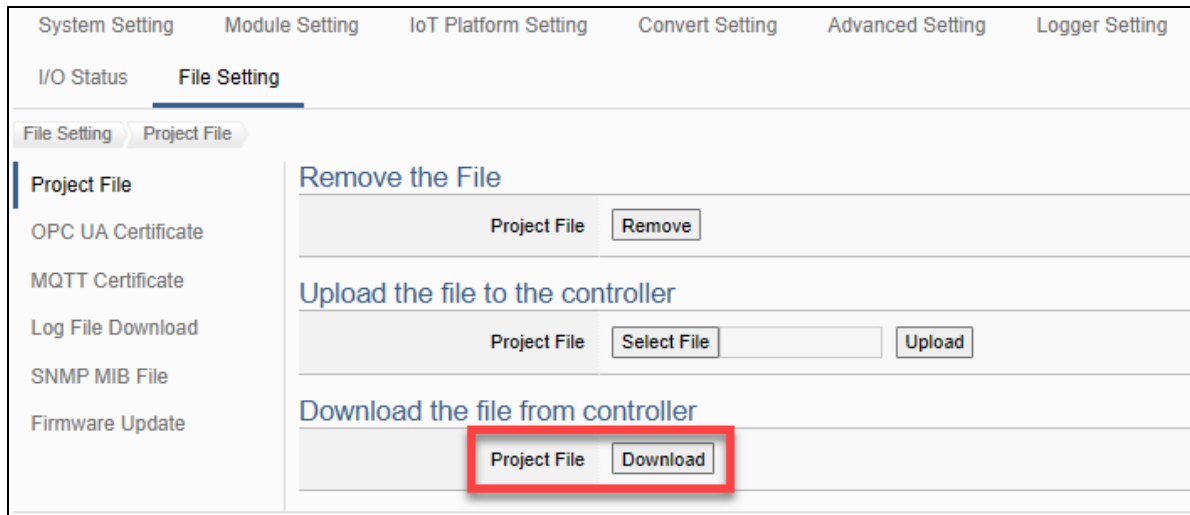 System Setting Module Setting IoT Platform Setting Convert Setting Advanced Setting Logger Setting
I/O Status File Setting
File Setting Project File
Project File
OPC UA Certificate
MQTT Certificate
Log File Download
SNMP MIB File
Firmware Update
Remove the File
Project File Remove
Upload the file to the controller
Project File Select File Upload
Download the file from controller
Project File Download